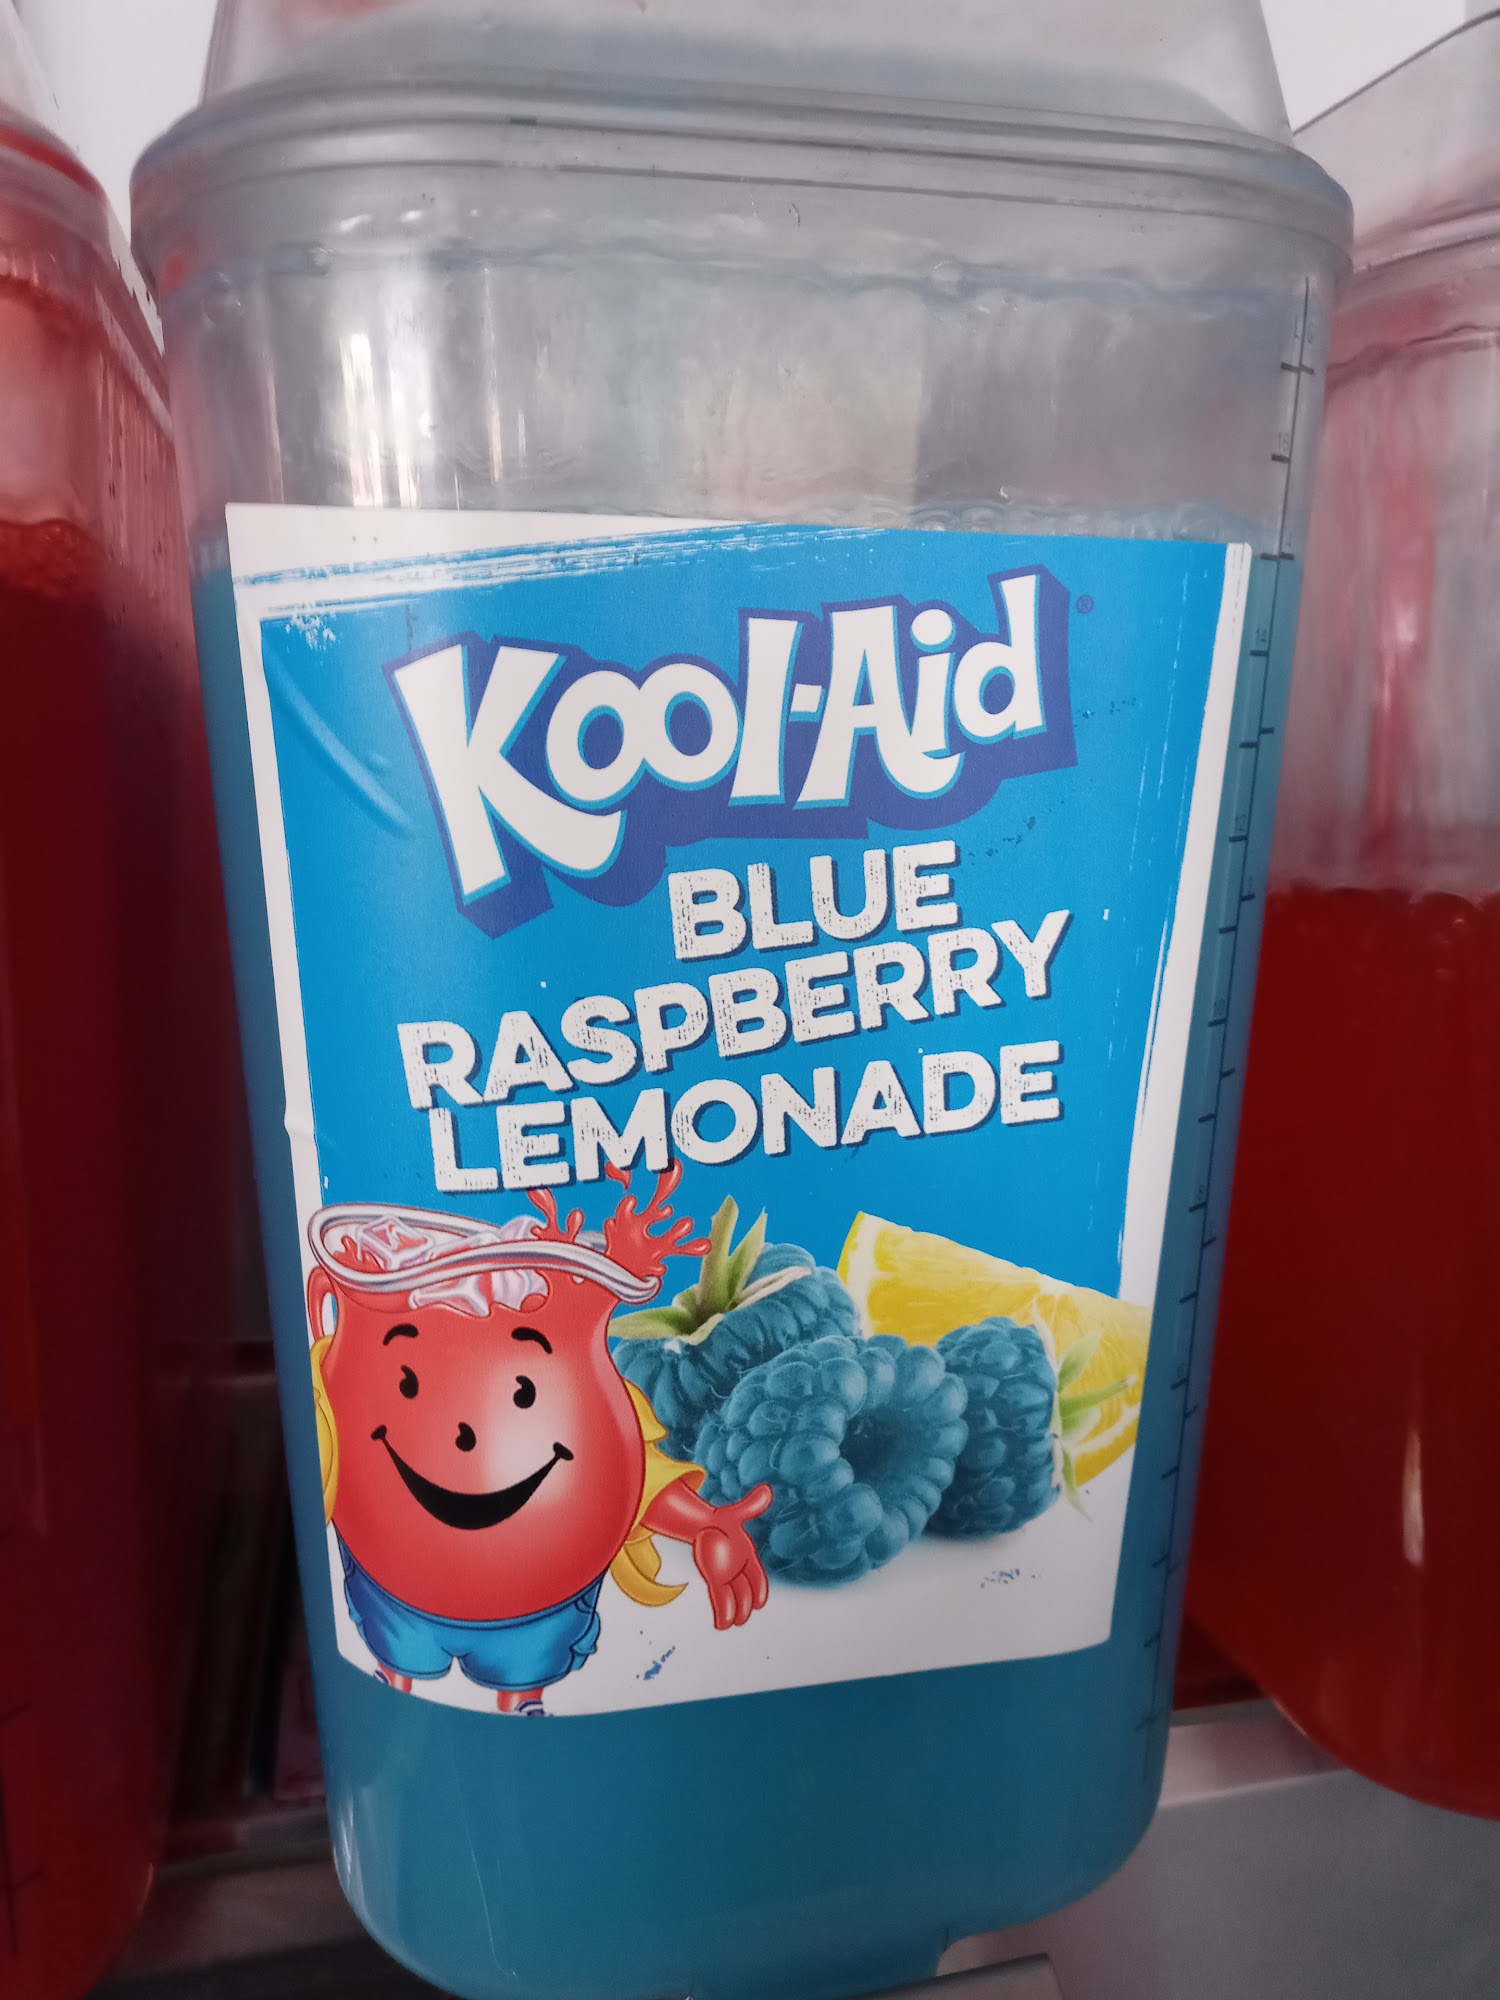 Kool-Aid®
BLUE
RASPBERRY
LEMONADE